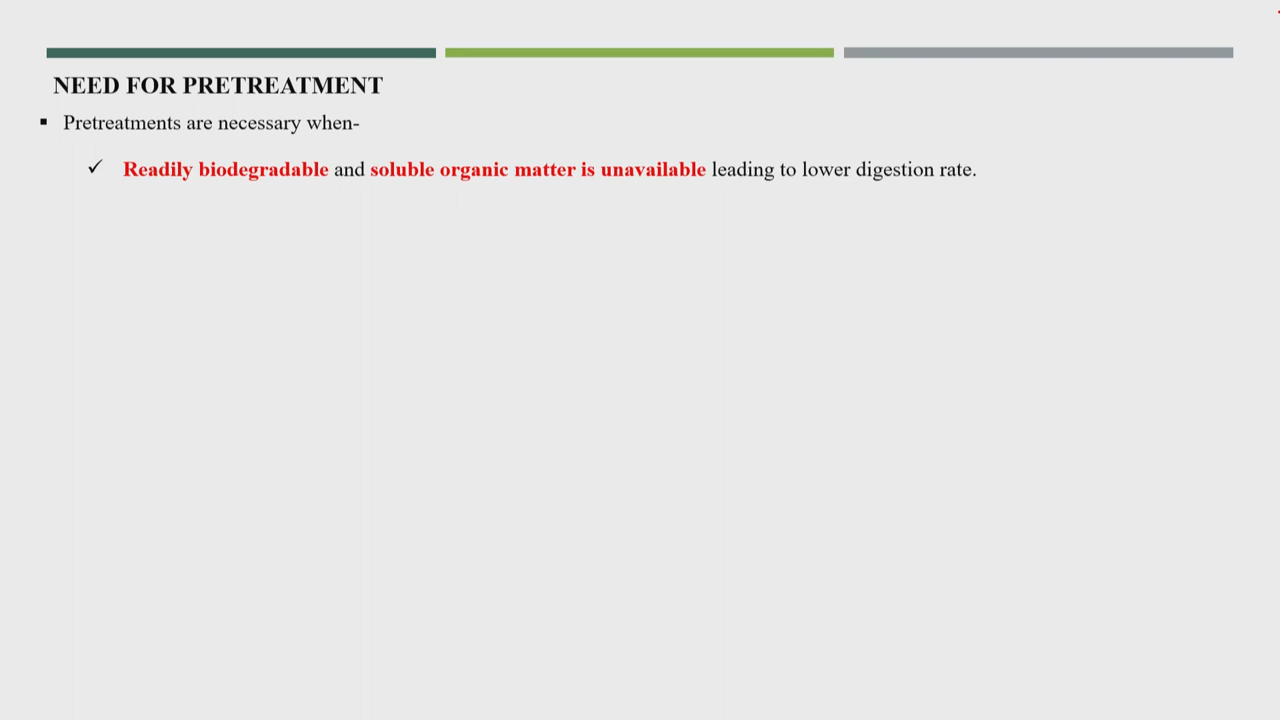 NEED FOR PRETREATMENT
▪ Pretreatments are necessary when-
✓ Readily biodegradable and soluble organic matter is unavailable leading to lower digestion rate.